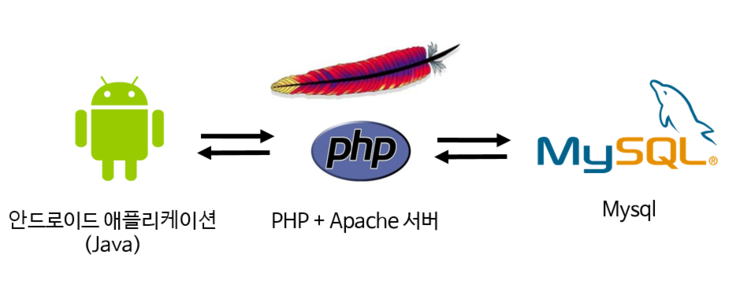 php
MySQL®
안드로이드 애플리케이션
(Java)
PHP + Apache 서버
Mysql